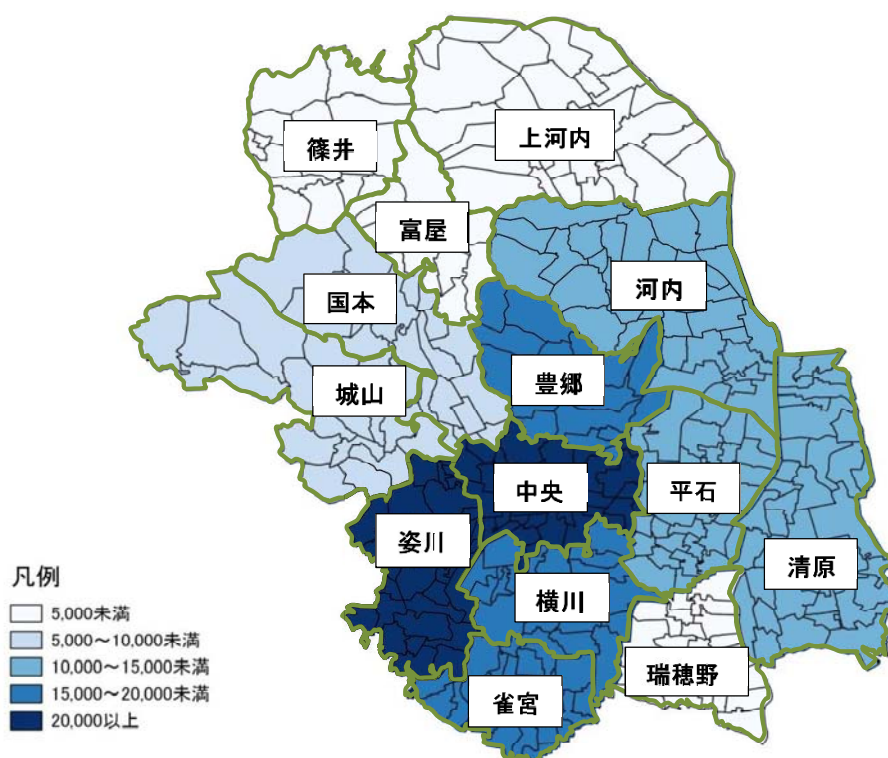 篠井
上河内
富屋
国本
河内
城山
豊郷
中央
平石
姿川
清原
横川
瑞穂野
雀宮
凡例
5,000未満
5,000～10,000未満
10,000～15,000未満
15,000～20,000未満
20,000以上